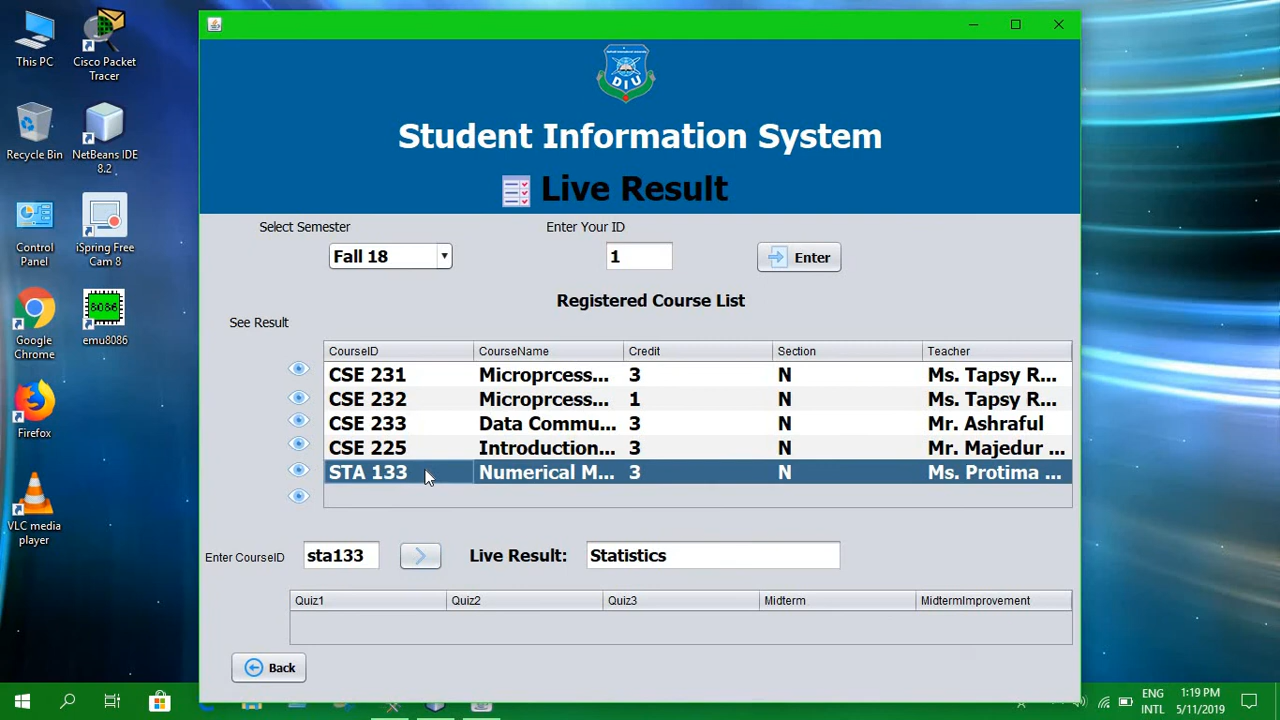 This PC
Cisco Packet
Tracer
Recycle Bin
NetBeans IDE
8.2
Control
Panel
iSpring Free
Cam 8
Google
Chrome
8086
emu8086
Firefox
VLC media
player
DIU
Student Information System
Live Result
Select Semester
Enter Your ID
Fall 18
1
Enter
Registered Course List
See Result
CourseID CourseName Credit Section Teacher
CSE 231 Microprcess... 3 N Ms. Tapsy R...
CSE 232 Microprcess... 1 N Ms. Tapsy R...
CSE 233 Data Commu... 3 N Mr. Ashraful
CSE 225 Introduction... 3 N Mr. Majedur ...
STA 133 Numerical M... 3 N Ms. Protima ...
Enter CourseID sta133 Live Result: Statistics
Quiz1 Quiz2 Quiz3 Midterm MidtermImprovement
Back
ENG
INTL
1:19 PM
5/11/2019